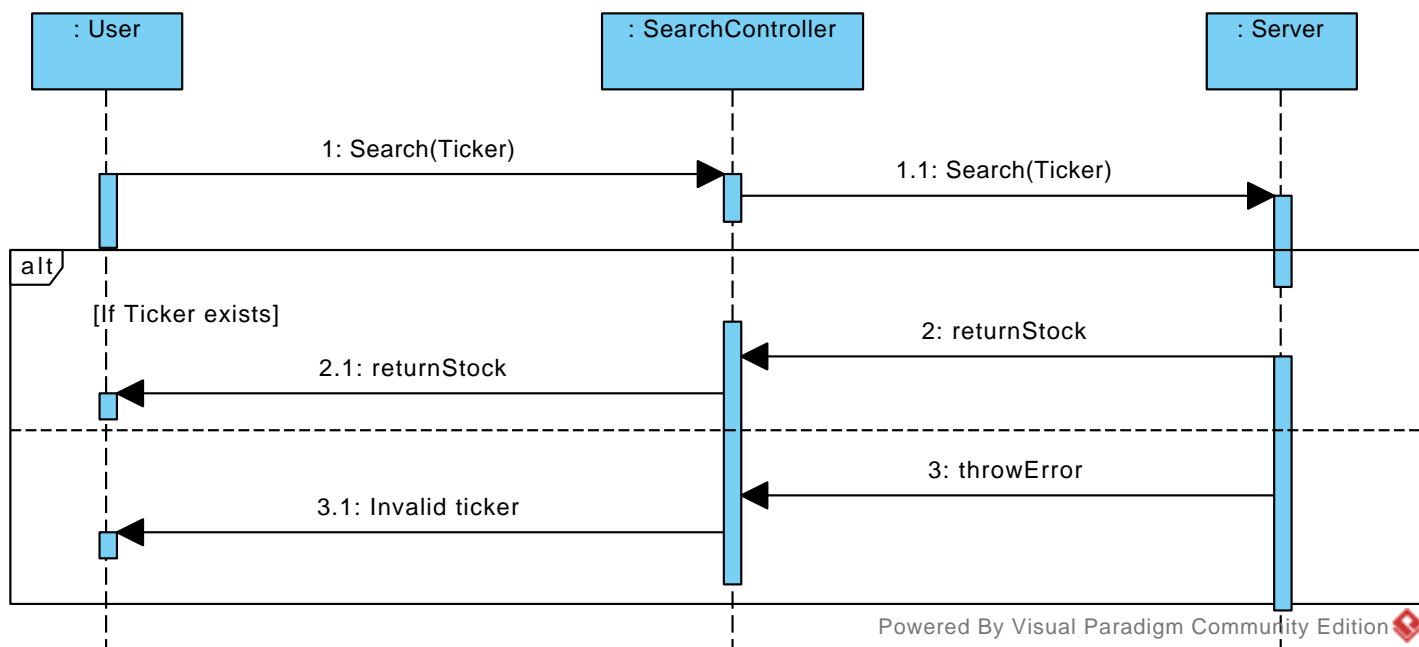 : User
: SearchController
: Server
1: Search(Ticker)
1.1: Search(Ticker)
alt
[If Ticker exists]
2: returnStock
2.1: returnStock
3: throwError
3.1: Invalid ticker
Powered By Visual Paradigm Community Edition